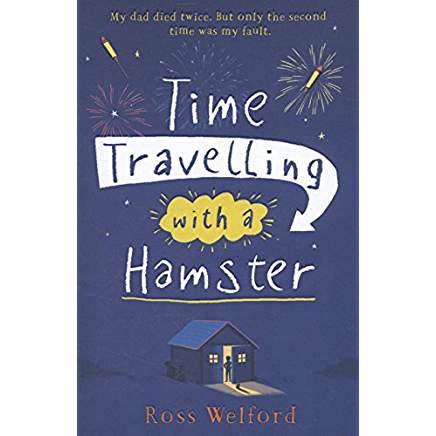 My dad died twice. But only the second
time was my fault.
Time
Travelling
with a
Hamster
Ross Welford